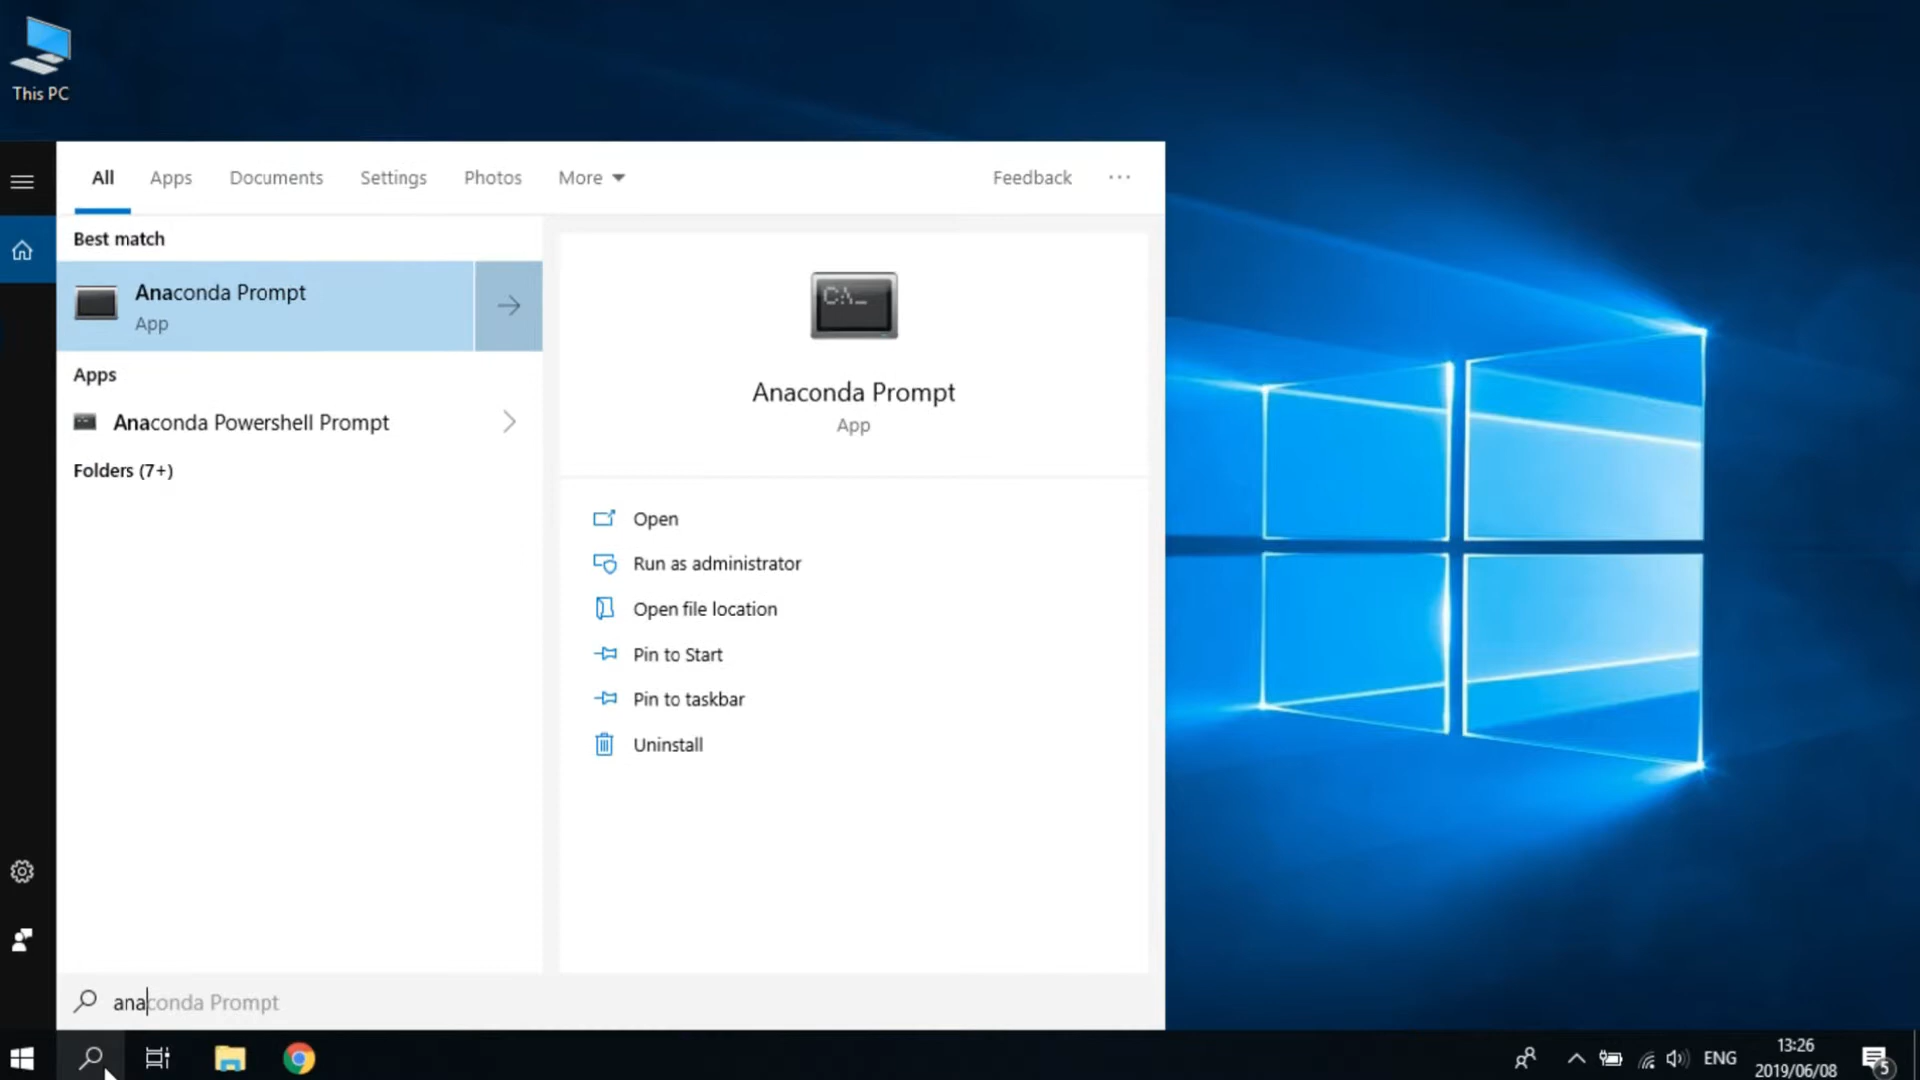 This PC
All Apps Documents Settings Photos More Feedback ...
Best match
Anaconda Prompt
App
Apps
Anaconda Powershell Prompt
Folders (7+)
C:\_
Anaconda Prompt
App
Open
Run as administrator
Open file location
Pin to Start
Pin to taskbar
Uninstall
anaconda Prompt
ENG
13:26
2019/06/08
5